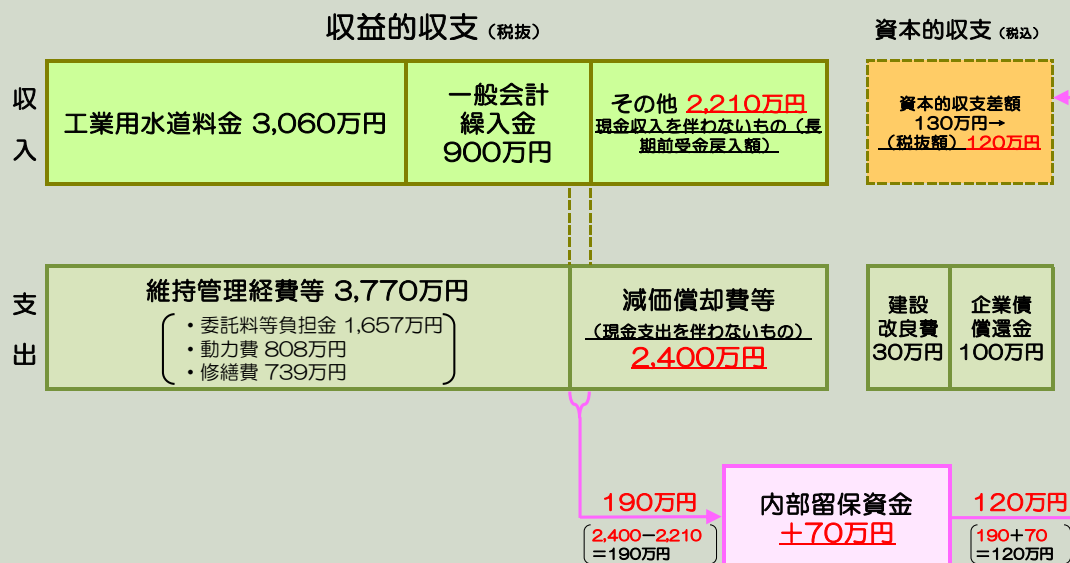 収益的収支（税抜）
資本的収支（税込）
収入
工業用水道料金 3,060万円
一般会計
繰入金
900万円
その他 2,210万円
現金収入を伴わないもの（長
期前受金戻入額）
資本的収支差額
130万円→
（税抜額）120万円
支出
維持管理経費等 3,770万円
・委託料等負担金 1,657万円
・動力費 808万円
・修繕費 739万円
減価償却費等
（現金支出を伴わないもの）
2,400万円
建設
改良費
30万円
企業債
償還金
100万円
190万円
2,400−2,210
＝190万円
内部留保資金
＋70万円
120万円
190＋70
＝120万円